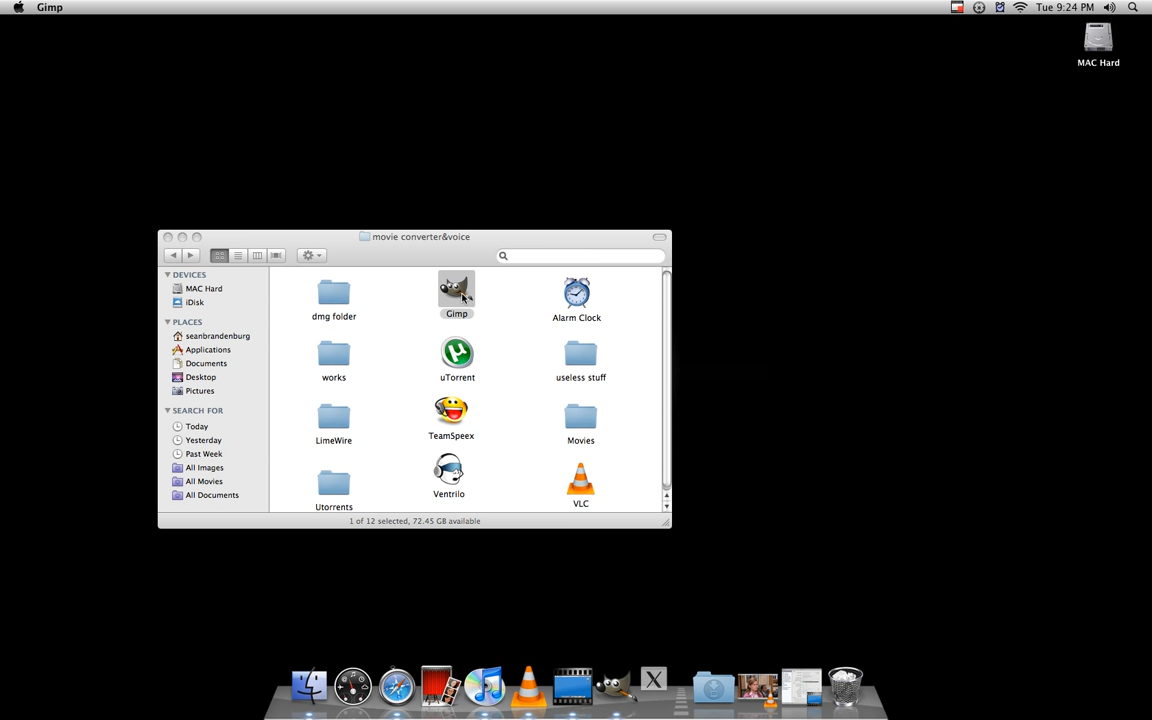 Gimp
Tue 9:24 PM
MAC Hard
movie converter&voice
DEVICES
MAC Hard
iDisk
PLACES
seanbrandenburg
Applications
Documents
Desktop
Pictures
SEARCH FOR
Today
Yesterday
Past Week
All Images
All Movies
All Documents
dmg folder
Gimp
Alarm Clock
works
uTorrent
useless stuff
LimeWire
TeamSpeex
Movies
Utorrents
Ventrilo
VLC
1 of 12 selected, 72.45 GB available
X